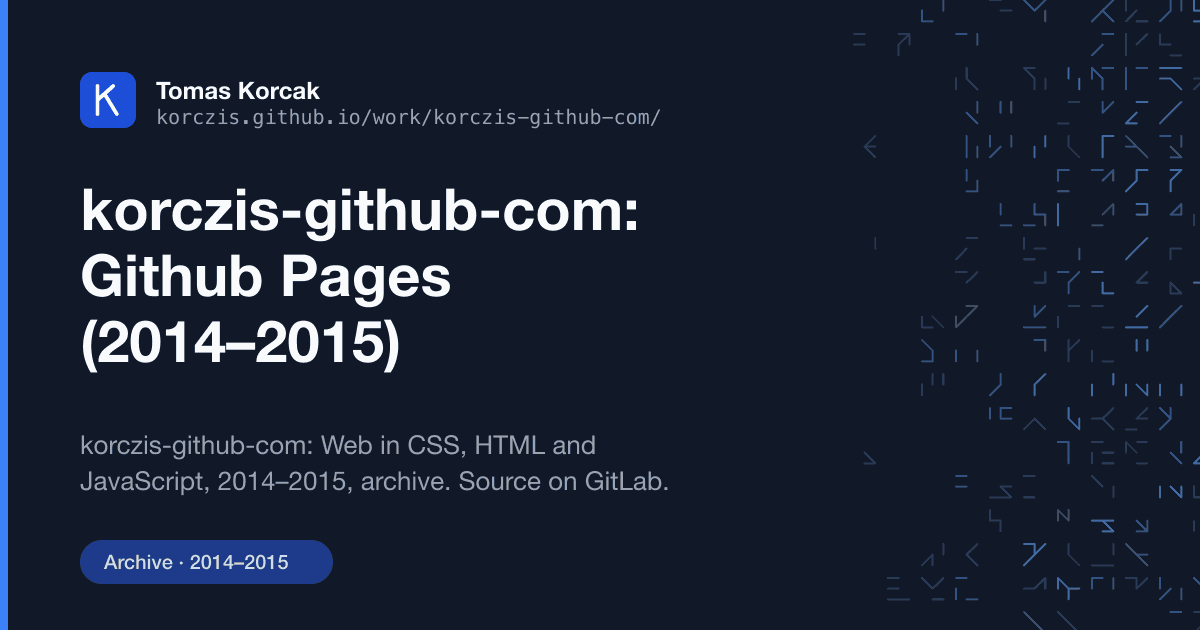 K
Tomas Korcak
korczis.github.io/work/korczis-github-com/
korczis-github-com:
Github Pages
(2014–2015)
korczis-github-com: Web in CSS, HTML and
JavaScript, 2014–2015, archive. Source on GitLab.
Archive · 2014–2015